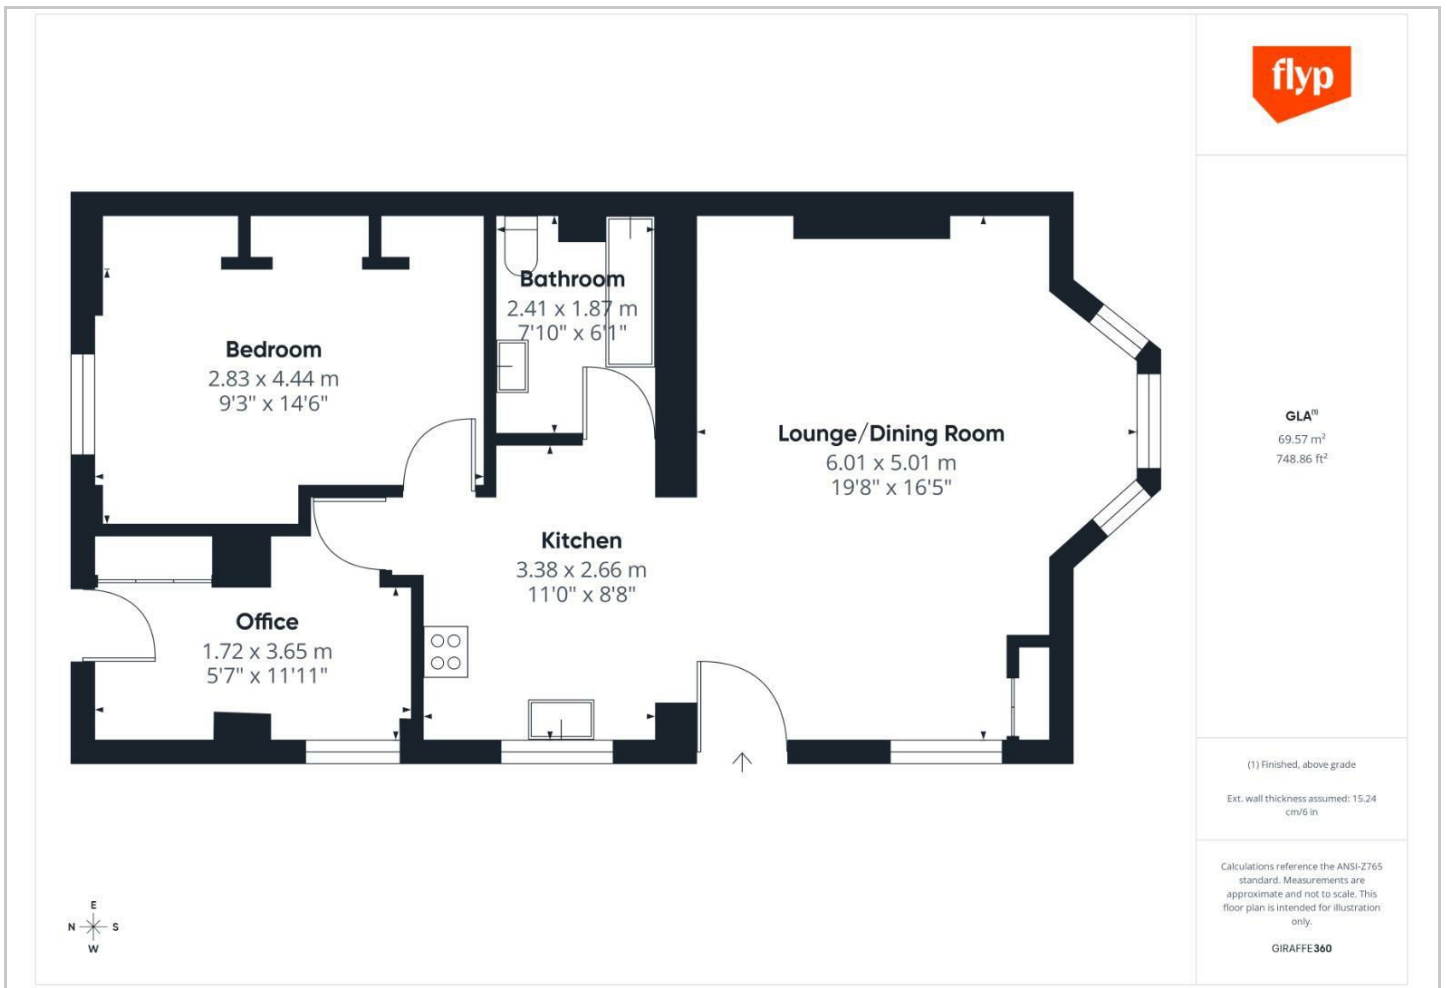 flyp
Bathroom
2.41 x 1.87 m
7'10" x 6'1"
Bedroom
2.83 x 4.44 m
9'3" x 14'6"
Lounge/Dining Room
6.01 x 5.01 m
19'8" x 16'5"
Kitchen
3.38 x 2.66 m
11'0" x 8'8"
Office
1.72 x 3.65 m
5'7" x 11'11"
GLA⁽¹⁾
69.57 m²
748.86 ft²
(1) Finished, above grade
Ext. wall thickness assumed: 15.24
cm/6 in
Calculations reference the ANSI-Z765
standard. Measurements are
approximate and not to scale. This
floor plan is intended for illustration
only.
GIRAFFE360
E
N S
W